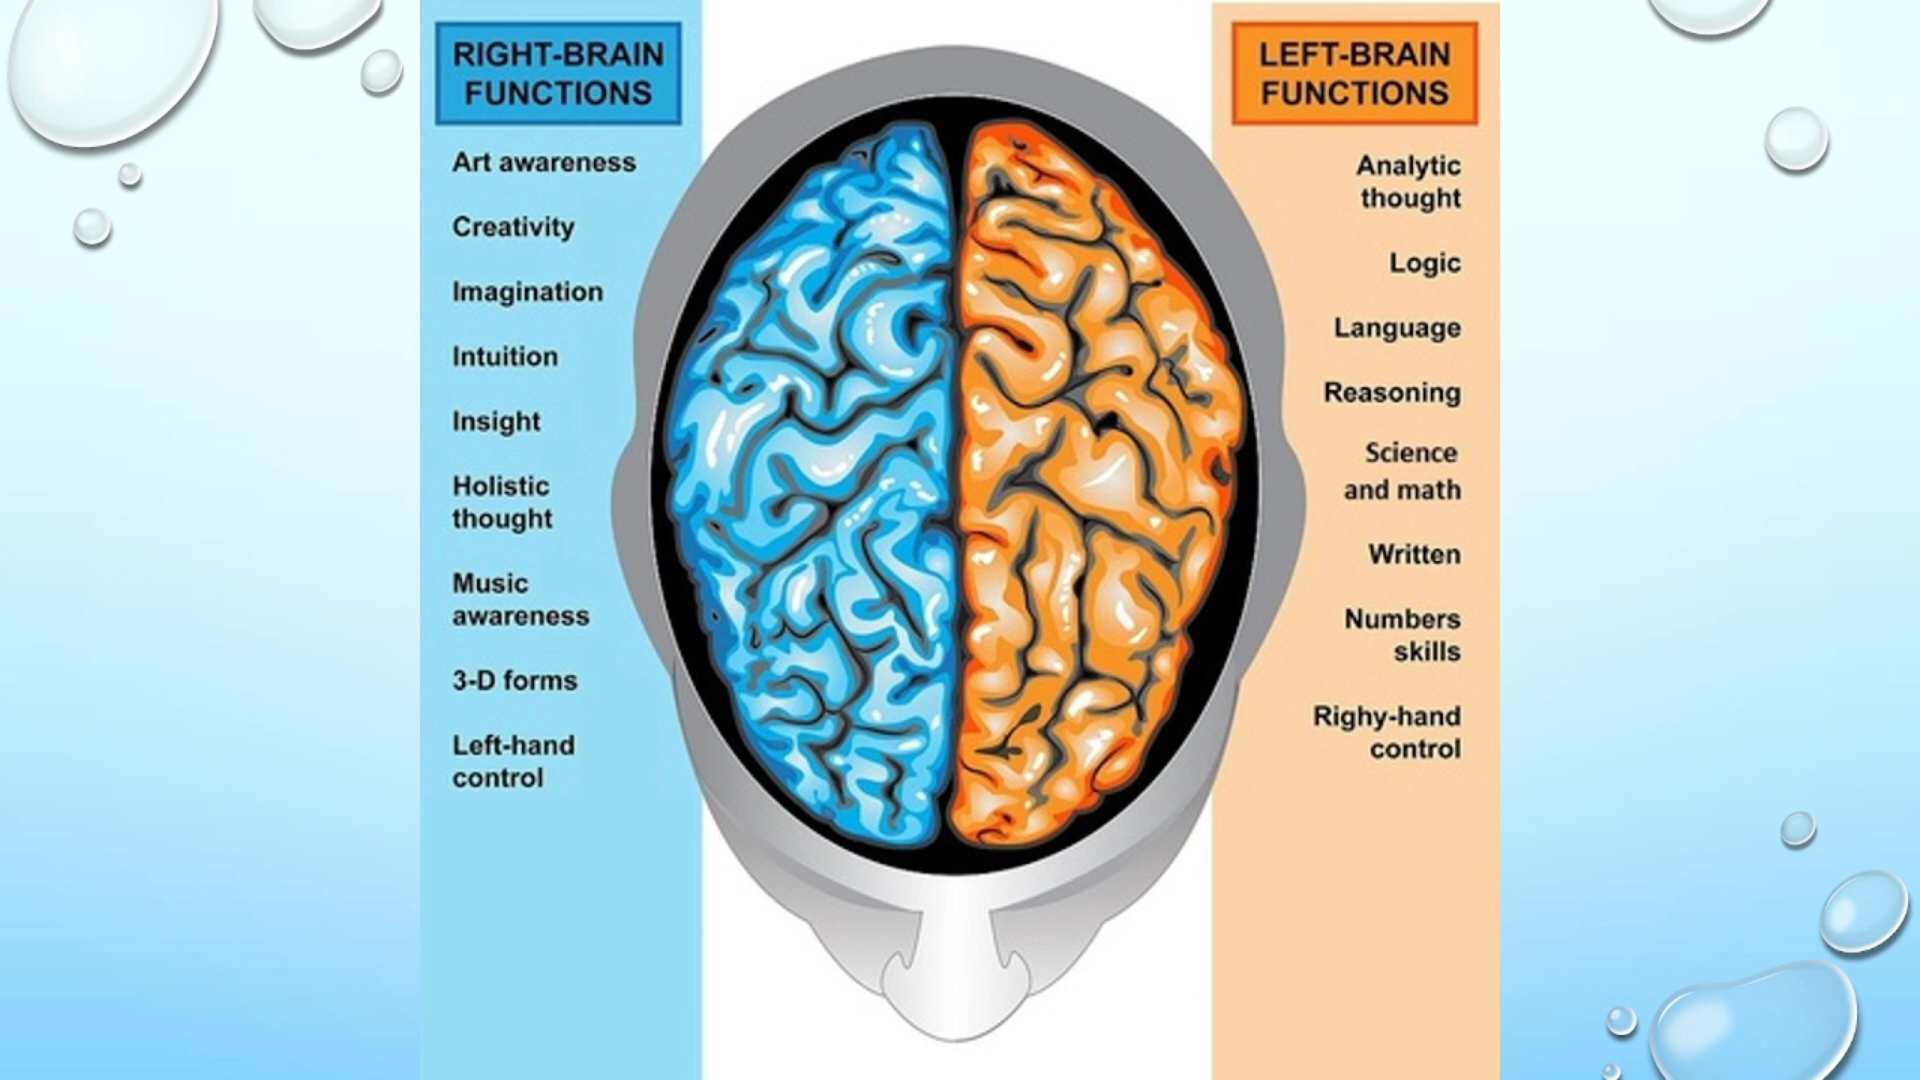 RIGHT-BRAIN
FUNCTIONS
Art awareness
Creativity
Imagination
Intuition
Insight
Holistic
thought
Music
awareness
3-D forms
Left-hand
control
LEFT-BRAIN
FUNCTIONS
Analytic
thought
Logic
Language
Reasoning
Science
and math
Written
Numbers
skills
Righy-hand
control